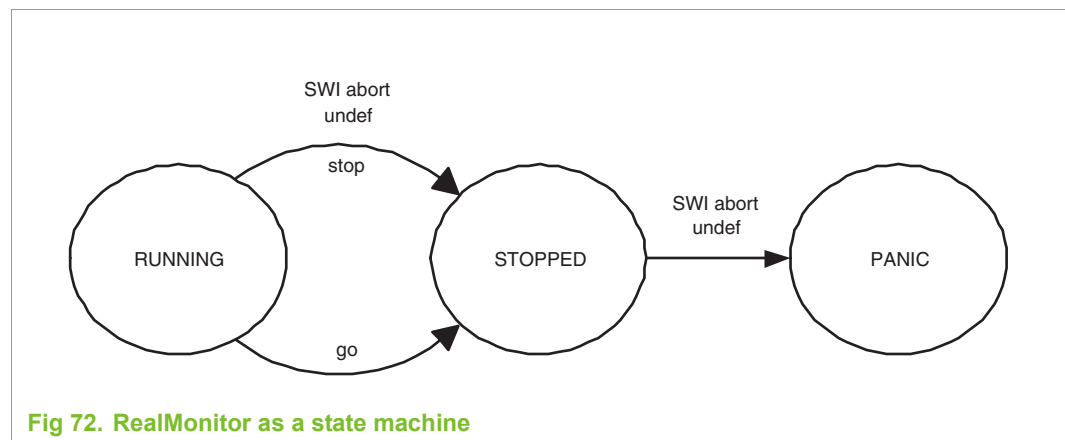 SWI abort
undef
stop
SWI abort
undef
RUNNING
STOPPED
PANIC
go
Fig 72. RealMonitor as a state machine